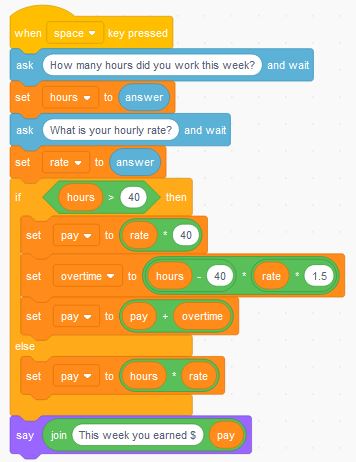 when space key pressed
ask How many hours did you work this week? and wait
set hours to answer
ask What is your hourly rate? and wait
set rate to answer
if hours > 40 then
set pay to rate * 40
set overtime to hours - 40 * rate * 1.5
set pay to pay + overtime
else
set pay to hours * rate
say join This week you earned $ pay